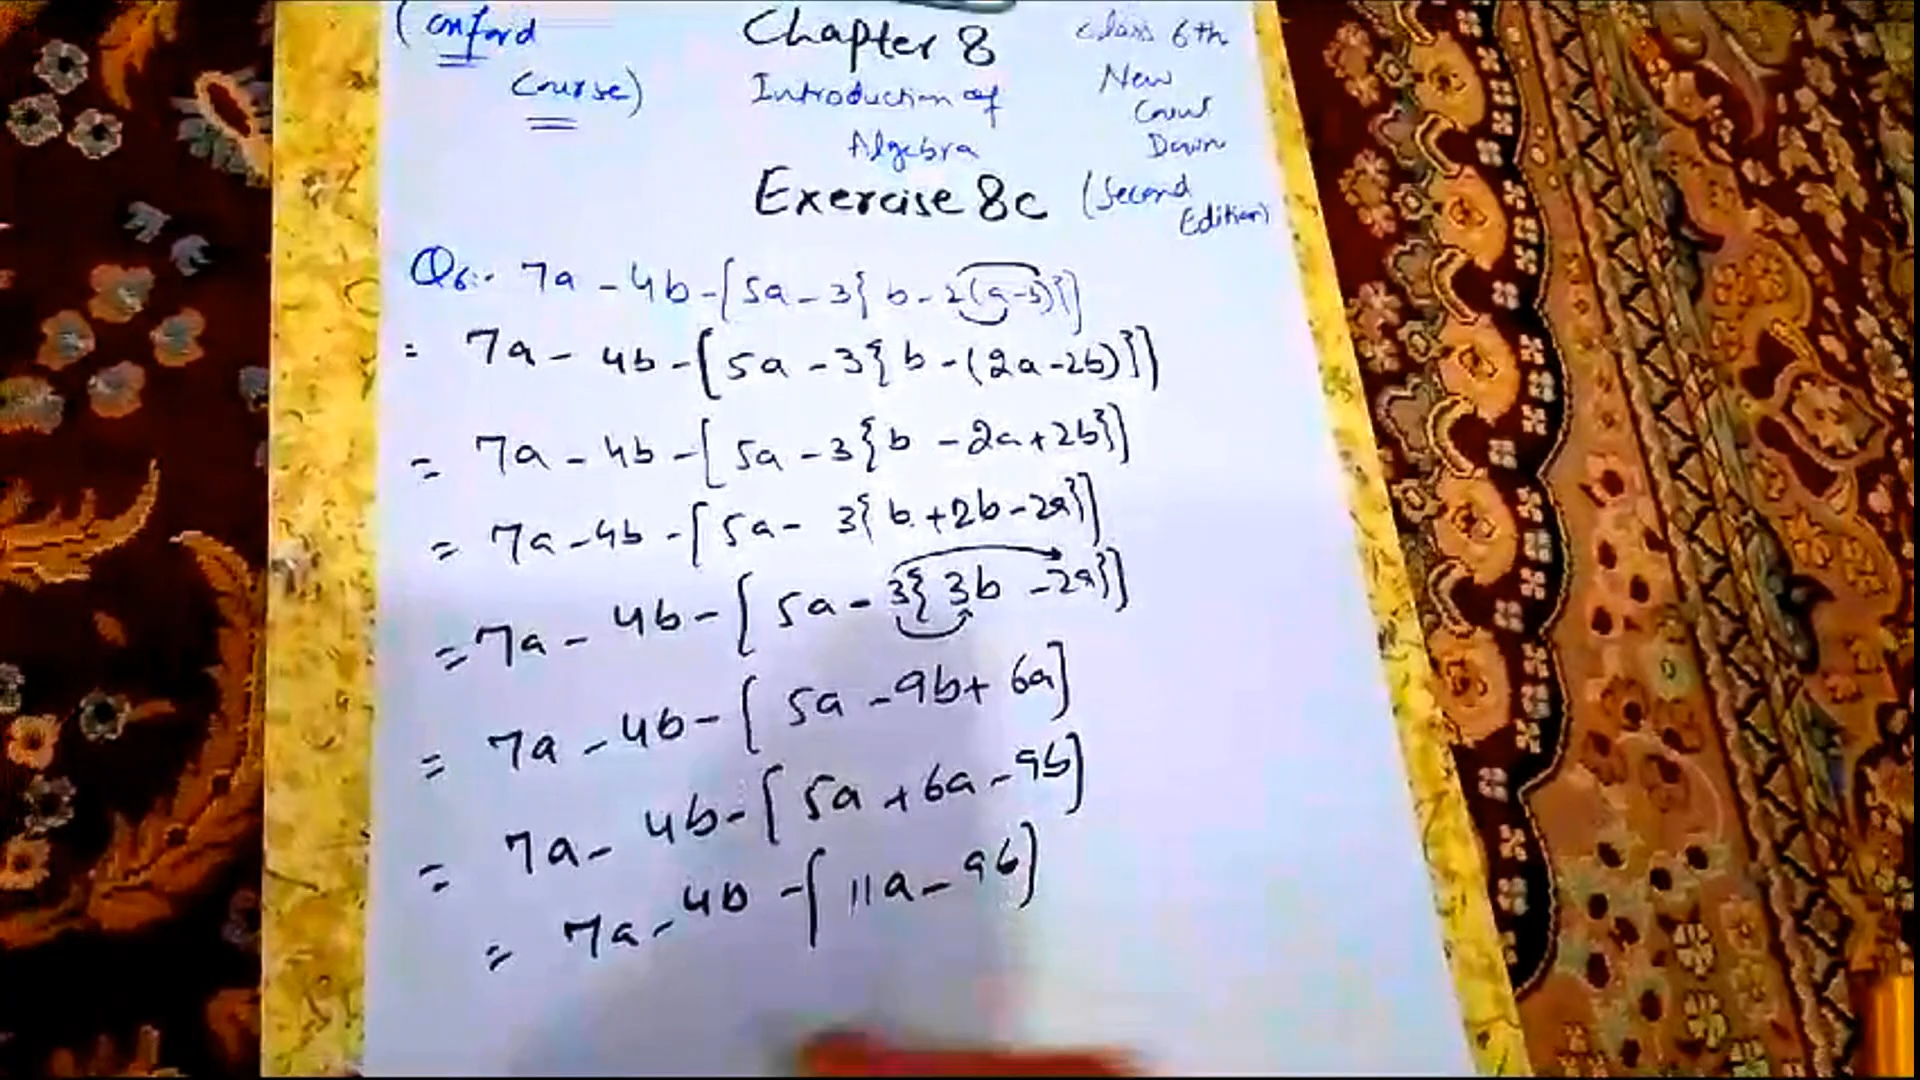 (Oxford
Course)
Chapter 8
Introduction of
Algebra
Exercise 8c
Class 6th
New
Count
Down
(Second
Edition)
Q6:- 7a - 4b - [5a - 3{b - 2(a-b)}]
= 7a - 4b - [5a - 3{b - (2a-2b)}]
= 7a - 4b - [5a - 3{b - 2a + 2b}]
= 7a - 4b - [5a - 3{b + 2b - 2a}]
= 7a - 4b - [5a - 3{3b - 2a}]
= 7a - 4b - [5a - 9b + 6a]
= 7a - 4b - [5a + 6a - 9b]
= 7a - 4b - [11a - 9b]